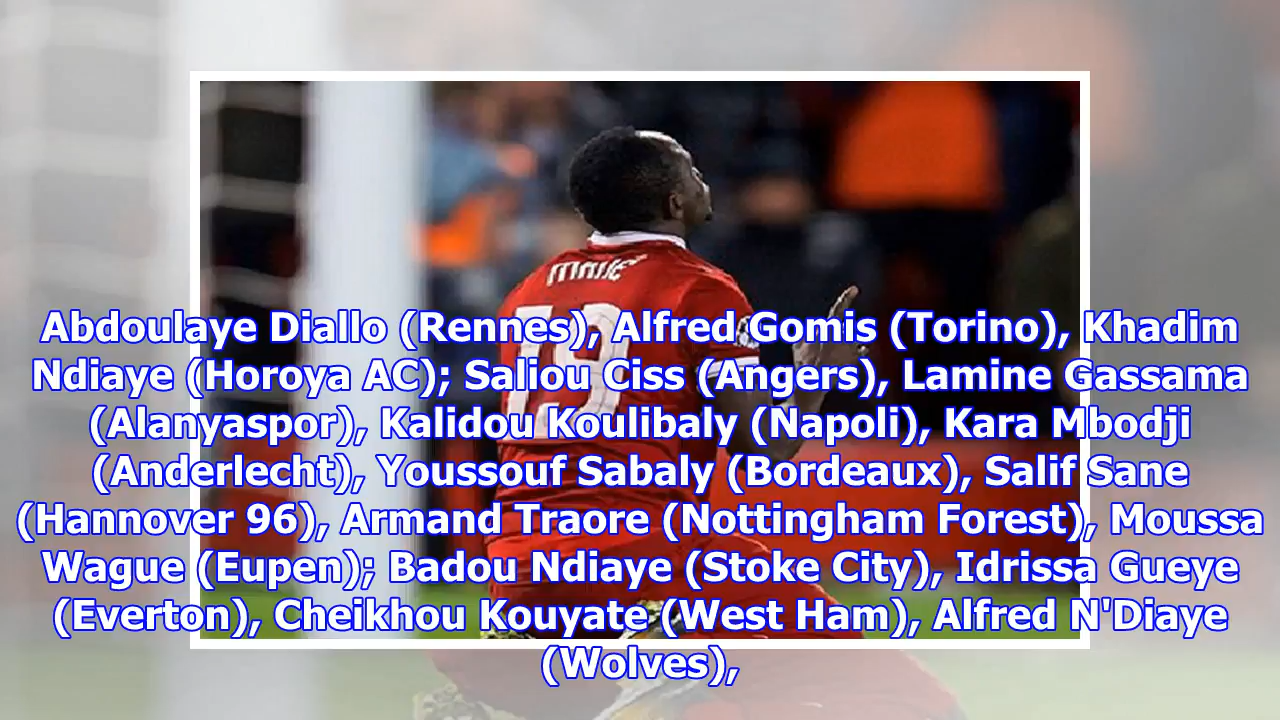 MANÉ
19
Abdoulaye Diallo (Rennes), Alfred Gomis (Torino), Khadim
Ndiaye (Horoya AC); Saliou Ciss (Angers), Lamine Gassama
(Alanyaspor), Kalidou Koulibaly (Napoli), Kara Mbodji
(Anderlecht), Youssouf Sabaly (Bordeaux), Salif Sane
(Hannover 96), Armand Traore (Nottingham Forest), Moussa
Wague (Eupen); Badou Ndiaye (Stoke City), Idrissa Gueye
(Everton), Cheikhou Kouyate (West Ham), Alfred N'Diaye
(Wolves),